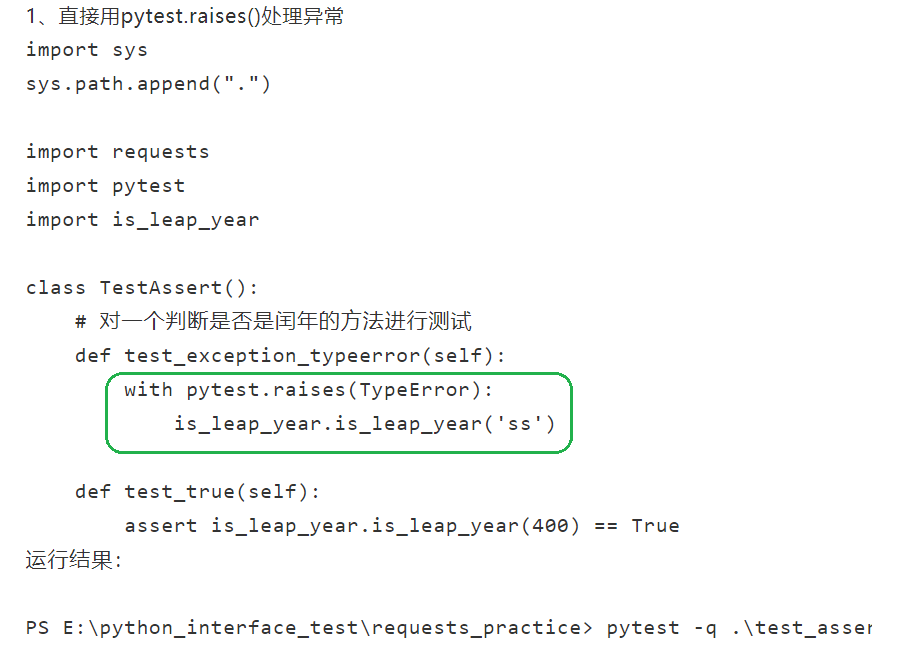 1、直接用pytest.raises()处理异常
import sys
sys.path.append(".")
import requests
import pytest
import is_leap_year
class TestAssert():
    # 对一个判断是否是闰年的方法进行测试
    def test_exception_typeerror(self):
        with pytest.raises(TypeError):
            is_leap_year.is_leap_year('ss')
    def test_true(self):
        assert is_leap_year.is_leap_year(400) == True
运行结果：
PS E:\python_interface_test\requests_practice> pytest -q .\test_asser